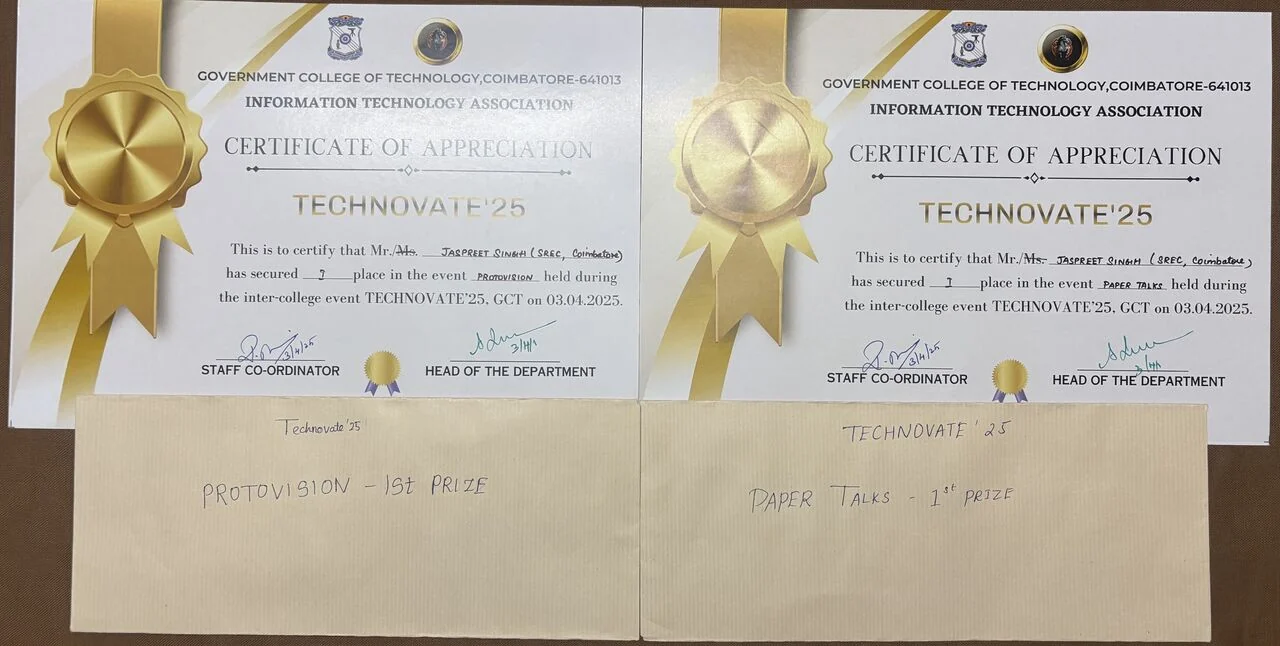 GOVERNMENT COLLEGE OF TECHNOLOGY,COIMBATORE-641013
INFORMATION TECHNOLOGY ASSOCIATION
CERTIFICATE OF APPRECIATION
TECHNOVATE'25
This is to certify that Mr./Ms. JASPREET SINGH (SREC, Coimbatore)
has secured I place in the event PROTOVISION held during
the inter-college event TECHNOVATE'25, GCT on 03.04.2025.
3/4/25
3/4/
STAFF CO-ORDINATOR
HEAD OF THE DEPARTMENT
Technovate '25
PROTOVISION - 1st PRIZE
GOVERNMENT COLLEGE OF TECHNOLOGY,COIMBATORE-641013
INFORMATION TECHNOLOGY ASSOCIATION
CERTIFICATE OF APPRECIATION
TECHNOVATE'25
This is to certify that Mr./Ms. JASPREET SINGH (SREC, Coimbatore)
has secured I place in the event PAPER TALKS held during
the inter-college event TECHNOVATE'25, GCT on 03.04.2025.
3/4/25
STAFF CO-ORDINATOR
HEAD OF THE DEPARTMENT
TECHNOVATE '25
PAPER TALKS - 1st PRIZE